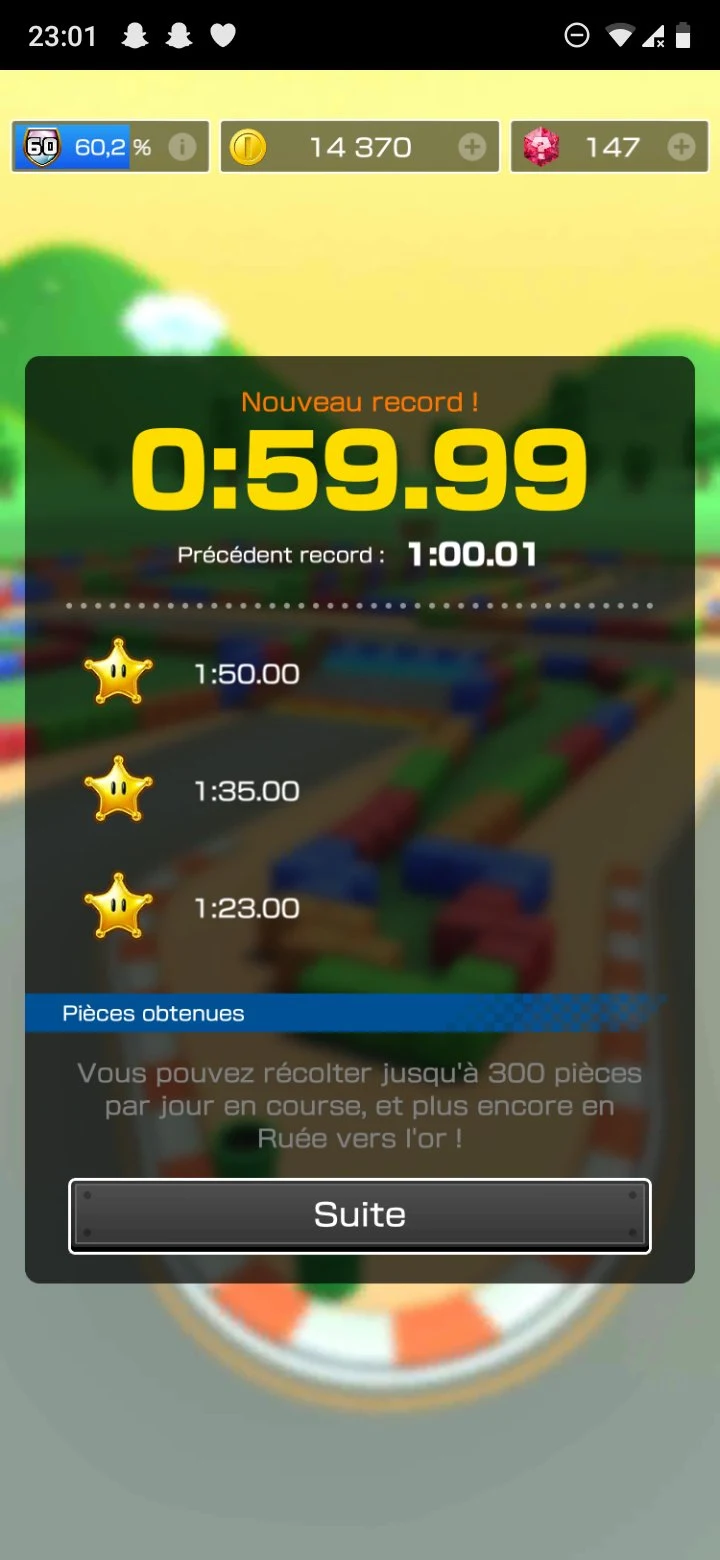 23:01
60 60,2 % i 14 370 + ? 147 +
Nouveau record !
0:59.99
Précédent record : 1:00.01
1:50.00
1:35.00
1:23.00
Pièces obtenues
Vous pouvez récolter jusqu'à 300 pièces
par jour en course, et plus encore en
Ruée vers l'or !
Suite